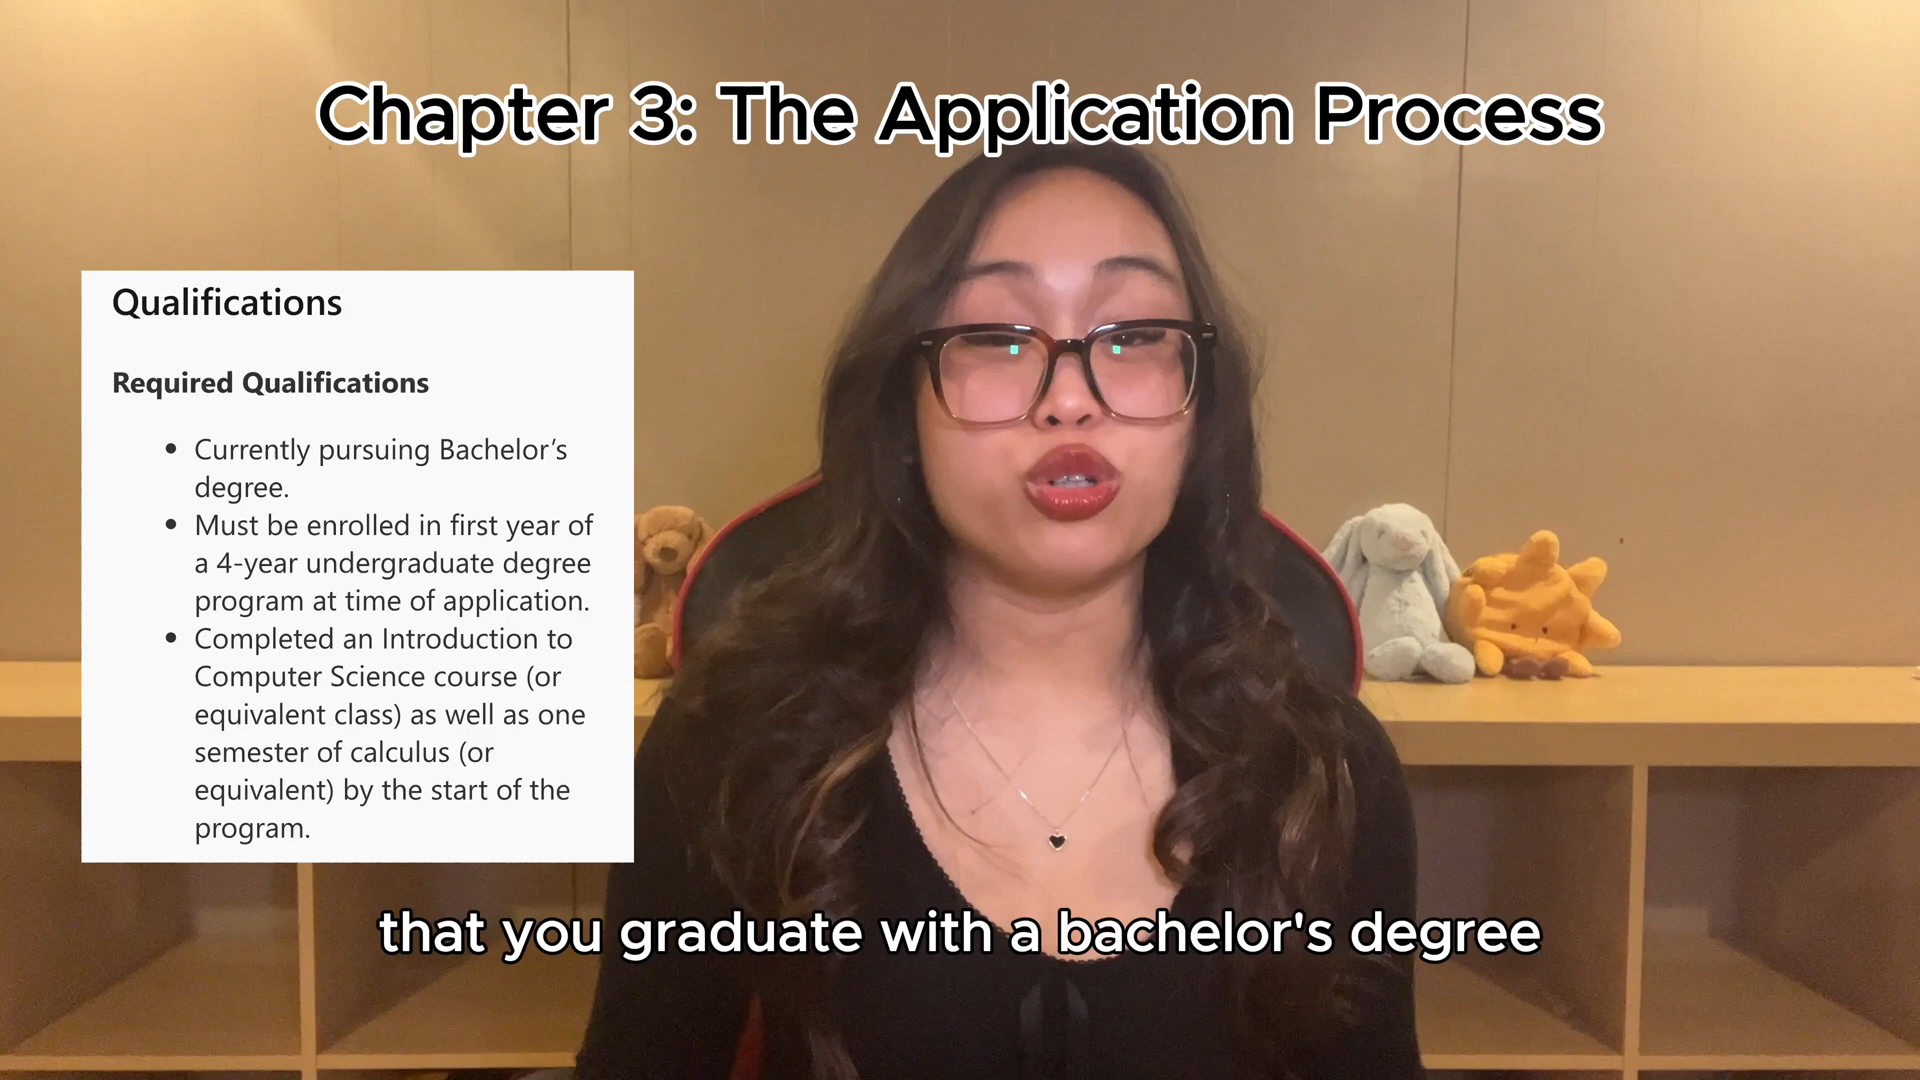 Chapter 3: The Application Process
Qualifications
Required Qualifications
• Currently pursuing Bachelor’s
degree.
• Must be enrolled in first year of
a 4-year undergraduate degree
program at time of application.
• Completed an Introduction to
Computer Science course (or
equivalent class) as well as one
semester of calculus (or
equivalent) by the start of the
program.
that you graduate with a bachelor's degree